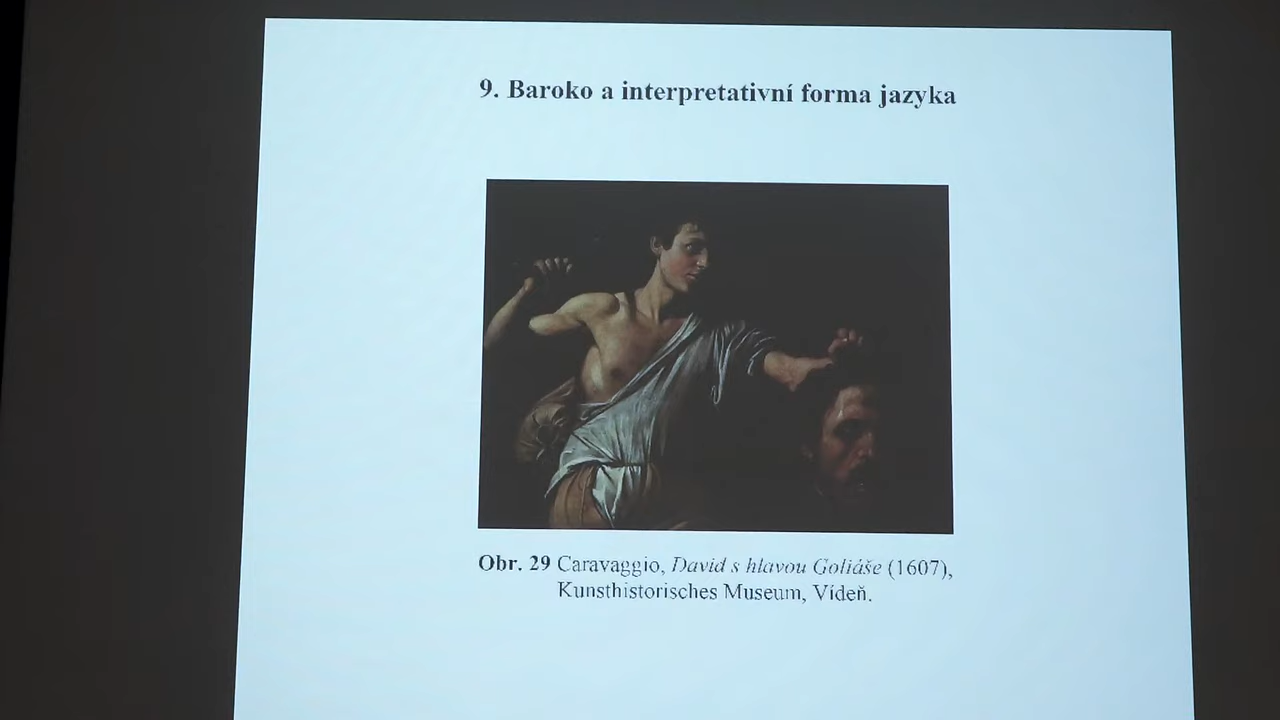 9. Baroko a interpretativní forma jazyka
Obr. 29 Caravaggio, David s hlavou Goliáše (1607),
Kunsthistorisches Museum, Vídeň.